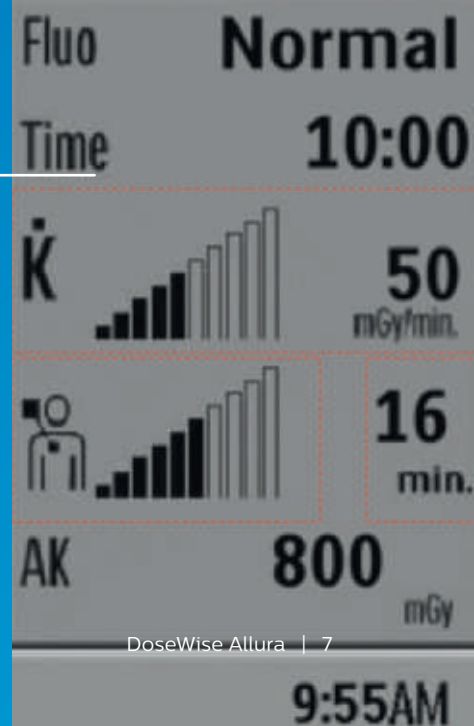 Fluo Normal
Time 10:00
K̇ 50
mGy/min.
16
min.
AK 800
mGy
DoseWise Allura | 7
9:55AM